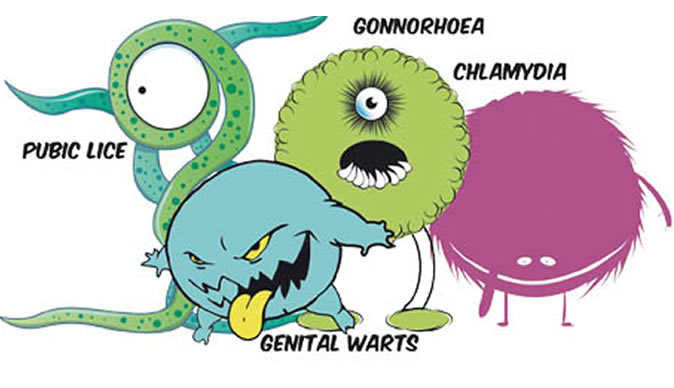 GONNORHOEA
CHLAMYDIA
PUBIC LICE
GENITAL WARTS